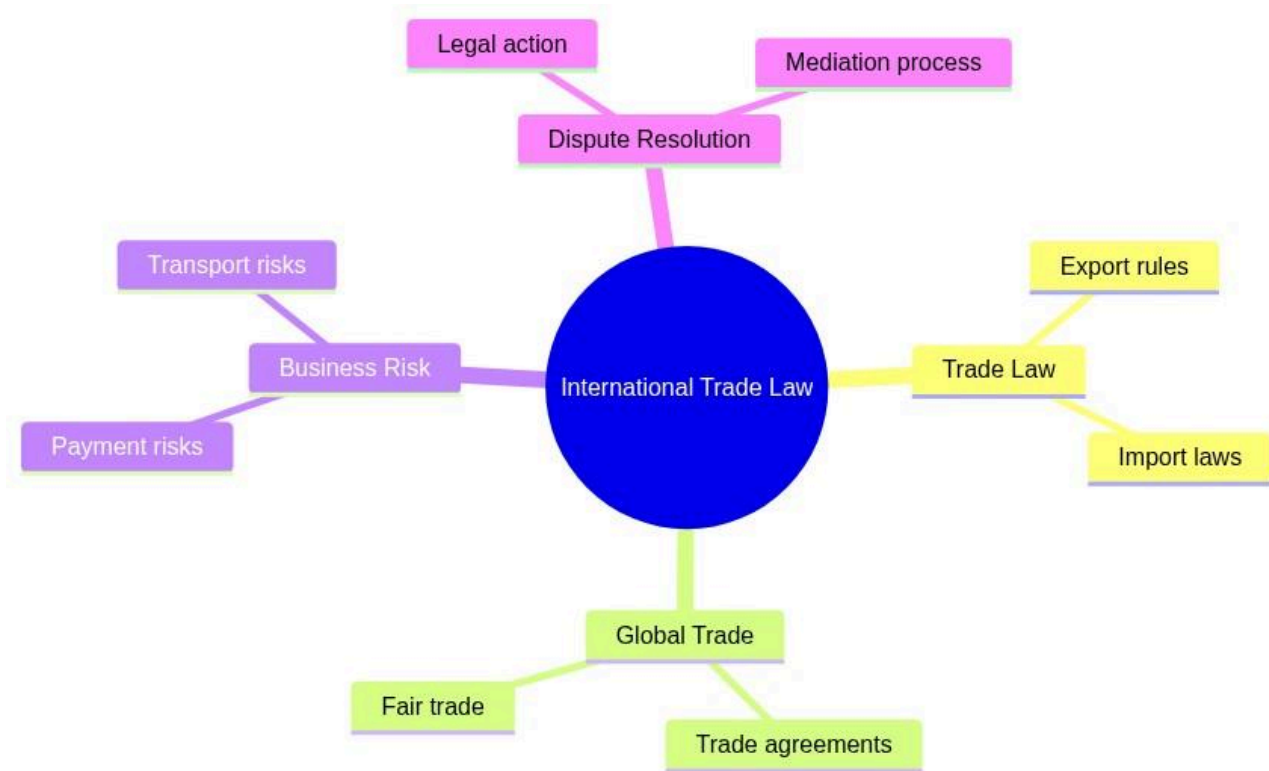 Legal action
Mediation process
Dispute Resolution
Transport risks
Business Risk
Payment risks
International Trade Law
Export rules
Trade Law
Import laws
Global Trade
Fair trade
Trade agreements